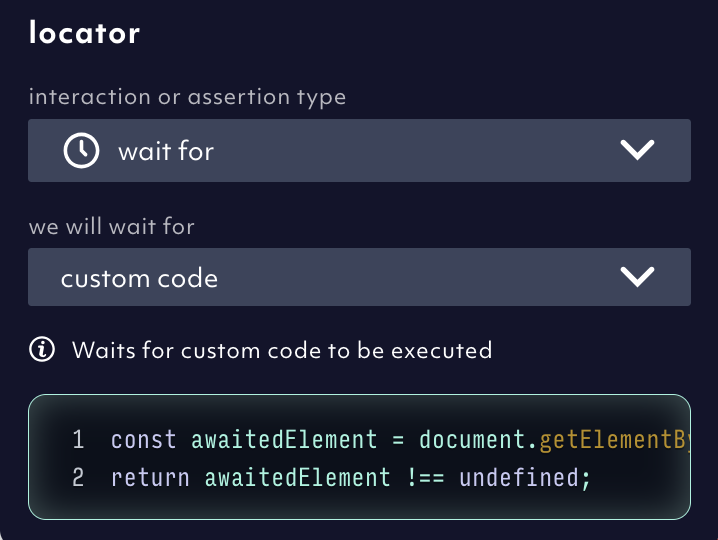 locator
interaction or assertion type
wait for
we will wait for
custom code
Waits for custom code to be executed
1 const awaitedElement = document.getElementBy
2 return awaitedElement !== undefined;